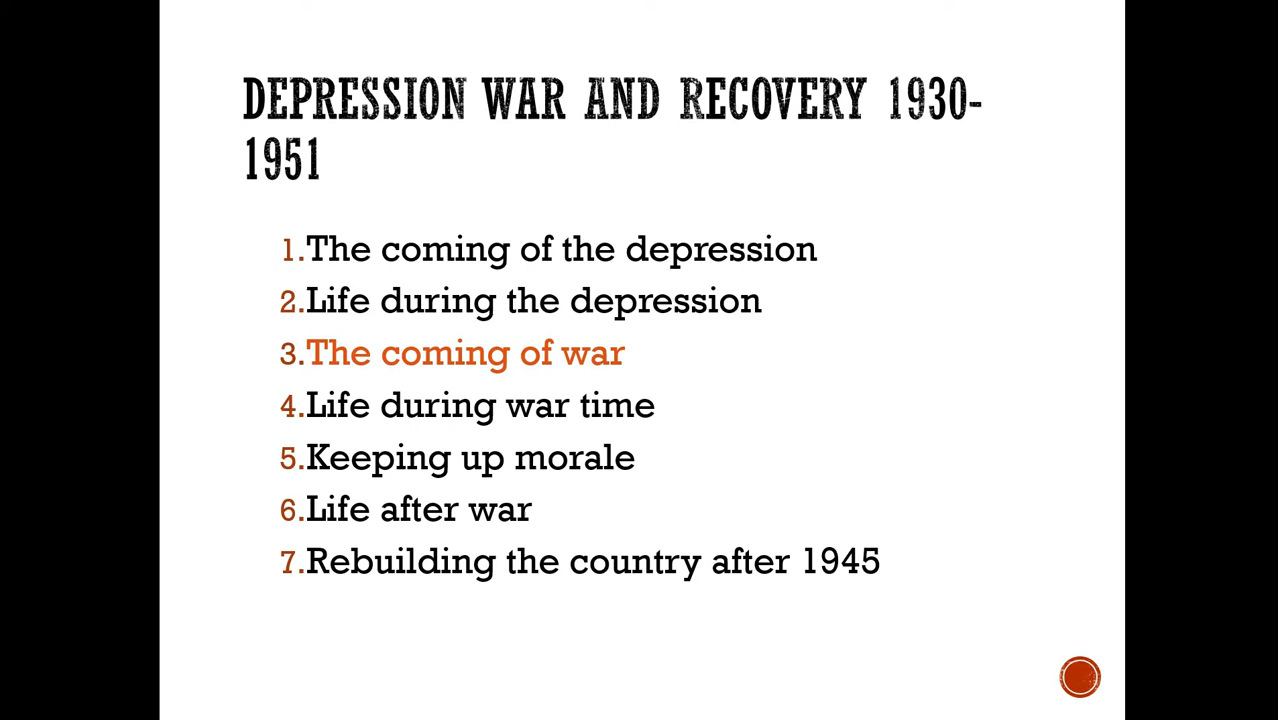 DEPRESSION WAR AND RECOVERY 1930-
1951
1.The coming of the depression
2.Life during the depression
3.The coming of war
4.Life during war time
5.Keeping up morale
6.Life after war
7.Rebuilding the country after 1945